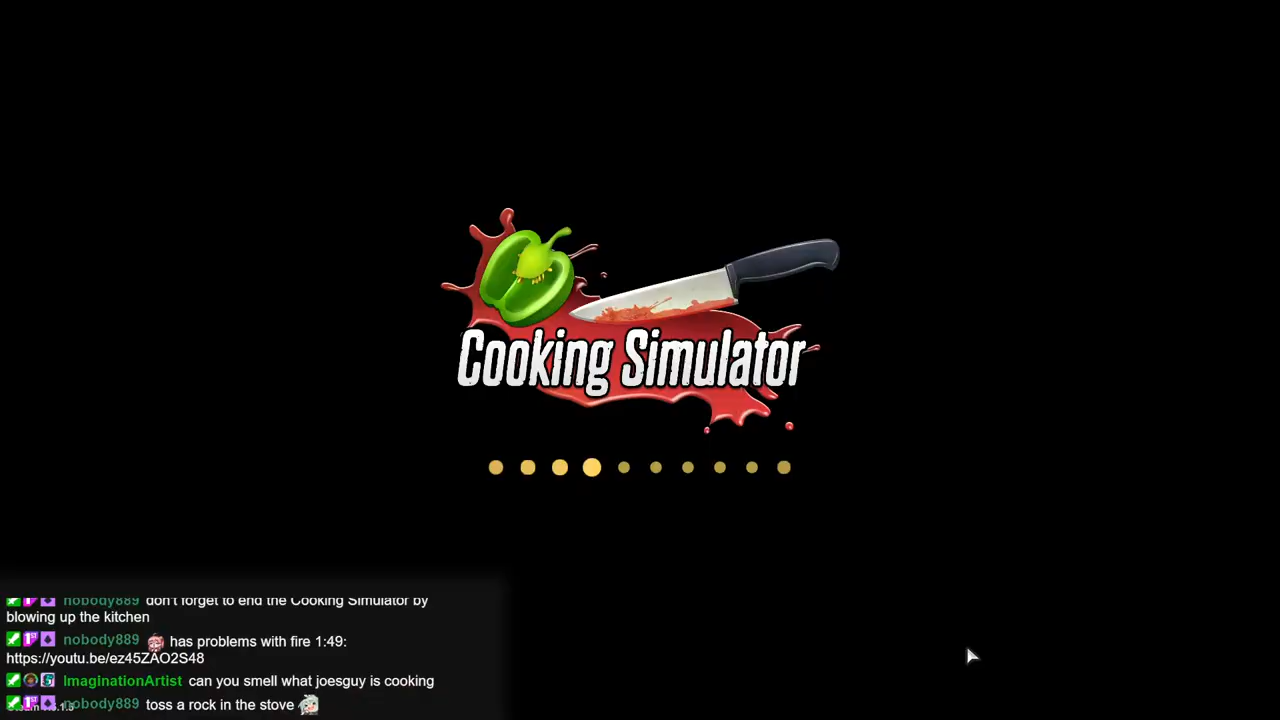 Cooking Simulator
nobody889 don't forget to end the Cooking Simulator by
blowing up the kitchen
nobody889 has problems with fire 1:49:
https://youtu.be/ez45ZAO2S48
ImaginationArtist can you smell what joesguy is cooking
nobody889 toss a rock in the stove